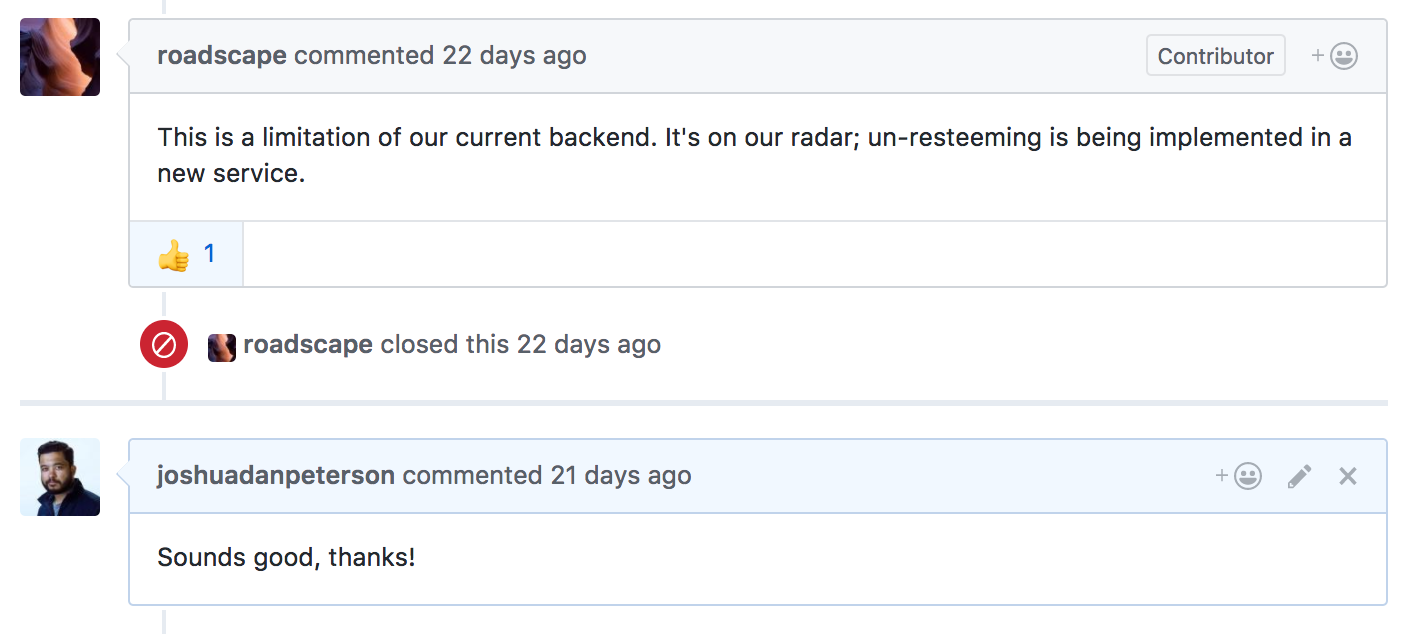 roadscape commented 22 days ago Contributor +
This is a limitation of our current backend. It's on our radar; un-resteeming is being implemented in a
new service.
👍 1
roadscape closed this 22 days ago
joshuadanpeterson commented 21 days ago +
Sounds good, thanks!